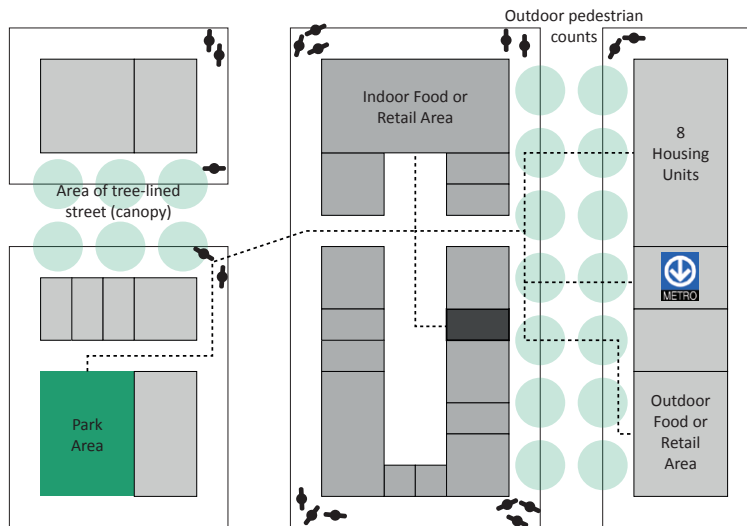 Outdoor pedestrian
counts
Indoor Food or
Retail Area
8
Housing
Units
Area of tree-lined
street (canopy)
METRO
Park
Area
Outdoor
Food or
Retail
Area